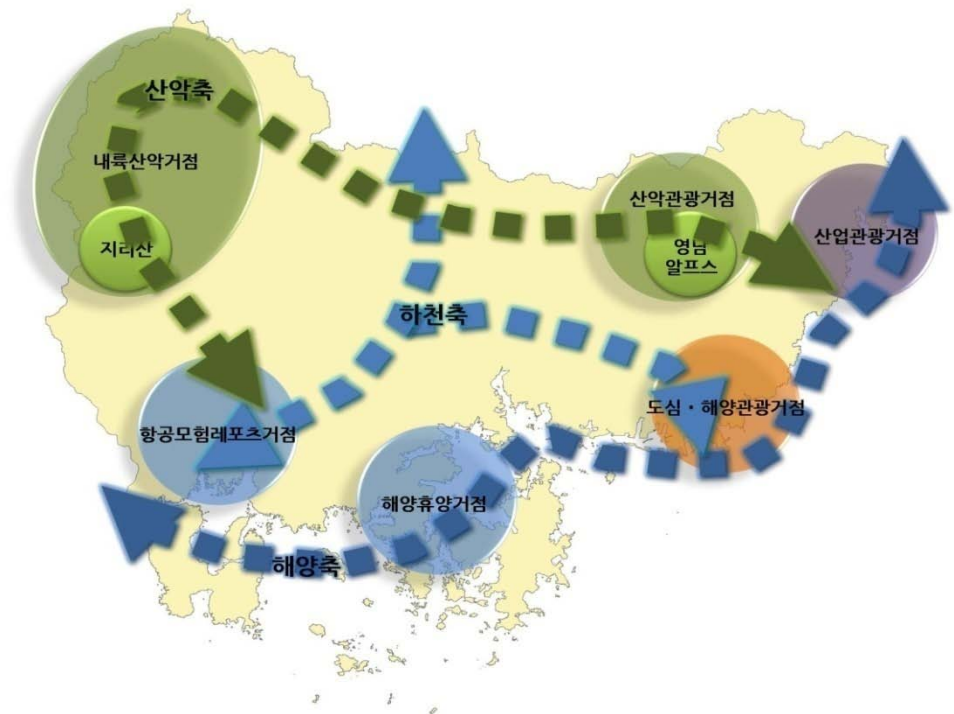 산악축
내륙산악거점
지리산
산악관광거점
영남
알프스
산업관광거점
하천축
도심·해양관광거점
항공모험레포츠거점
해양휴양거점
해양축